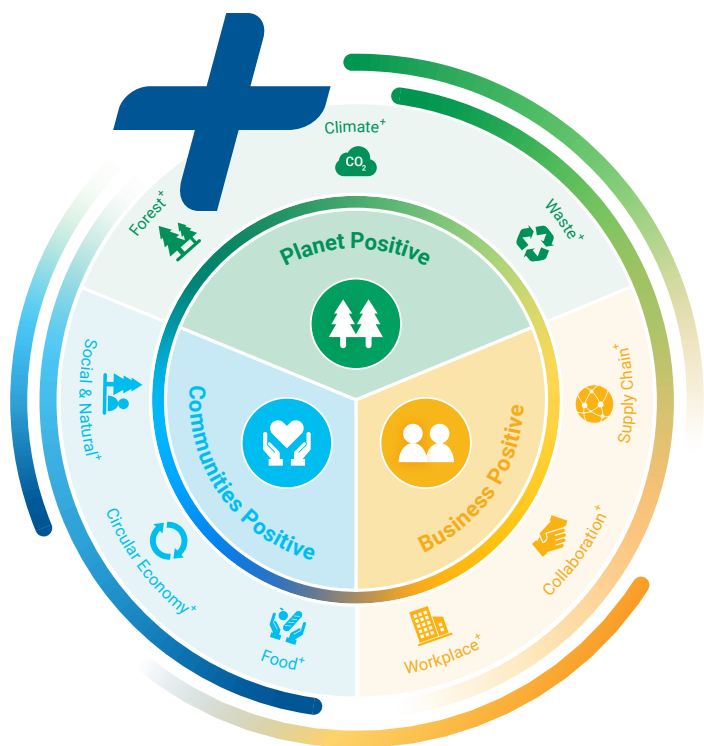 Climate+
CO2
Forest+
Waste+
Planet Positive
Social & Natural+
Supply Chain+
Communities Positive
Business Positive
Circular Economy+
Collaboration+
Food+
Workplace+